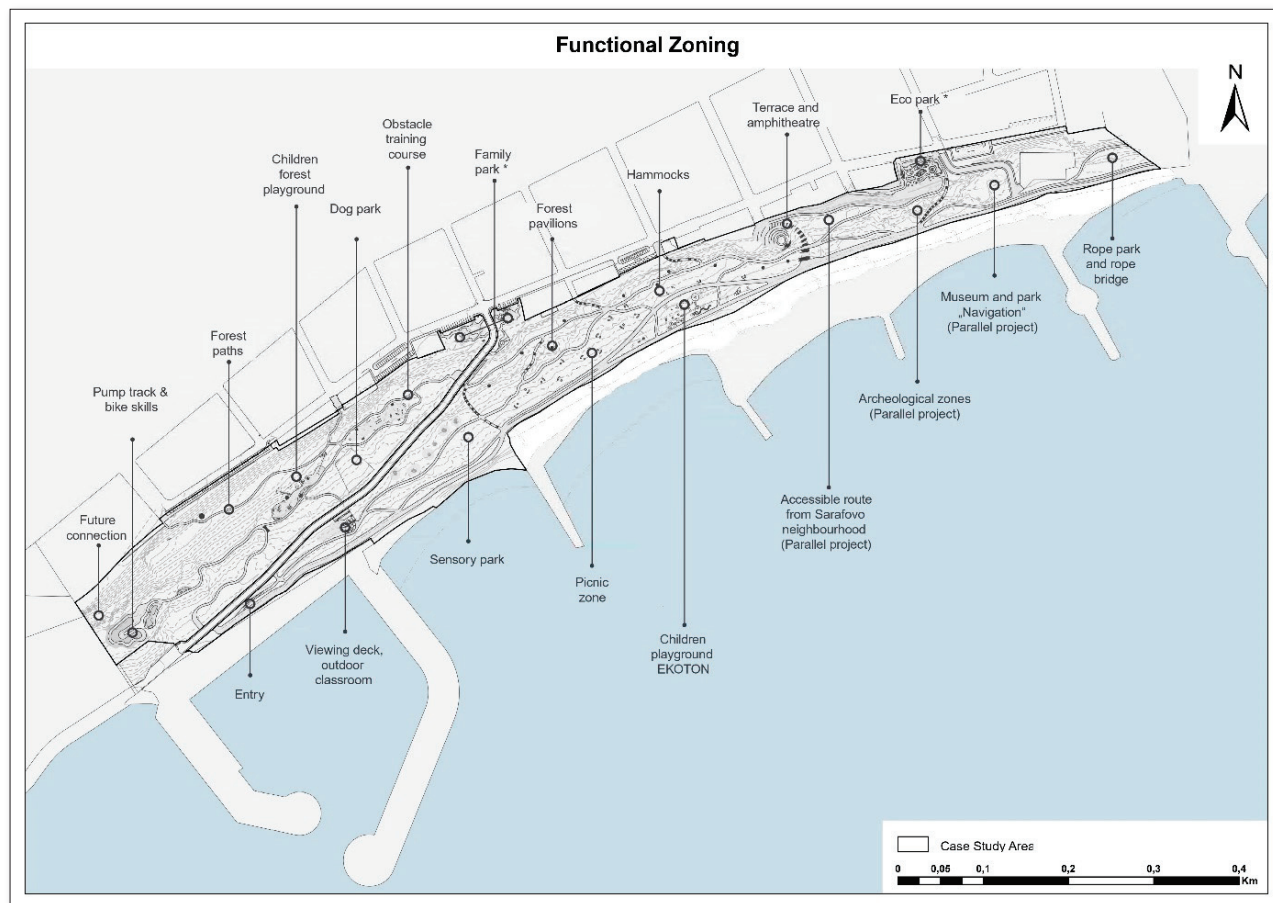 Functional Zoning
N
Eco park *
Terrace and
amphitheatre
Obstacle
training
course
Family
park *
Children
forest
playground
Hammocks
Dog park
Forest
pavilions
Rope park
and rope
bridge
Museum and park
„Navigation"
(Parallel project)
Forest
paths
Pump track &
bike skills
Archeological zones
(Parallel project)
Accessible route
from Sarafovo
neighbourhood
(Parallel project)
Future
connection
Sensory park
Picnic
zone
Children
playground
EKOTON
Viewing deck,
outdoor
classroom
Entry
Case Study Area
0 0,05 0,1 0,2 0,3 0,4
Km